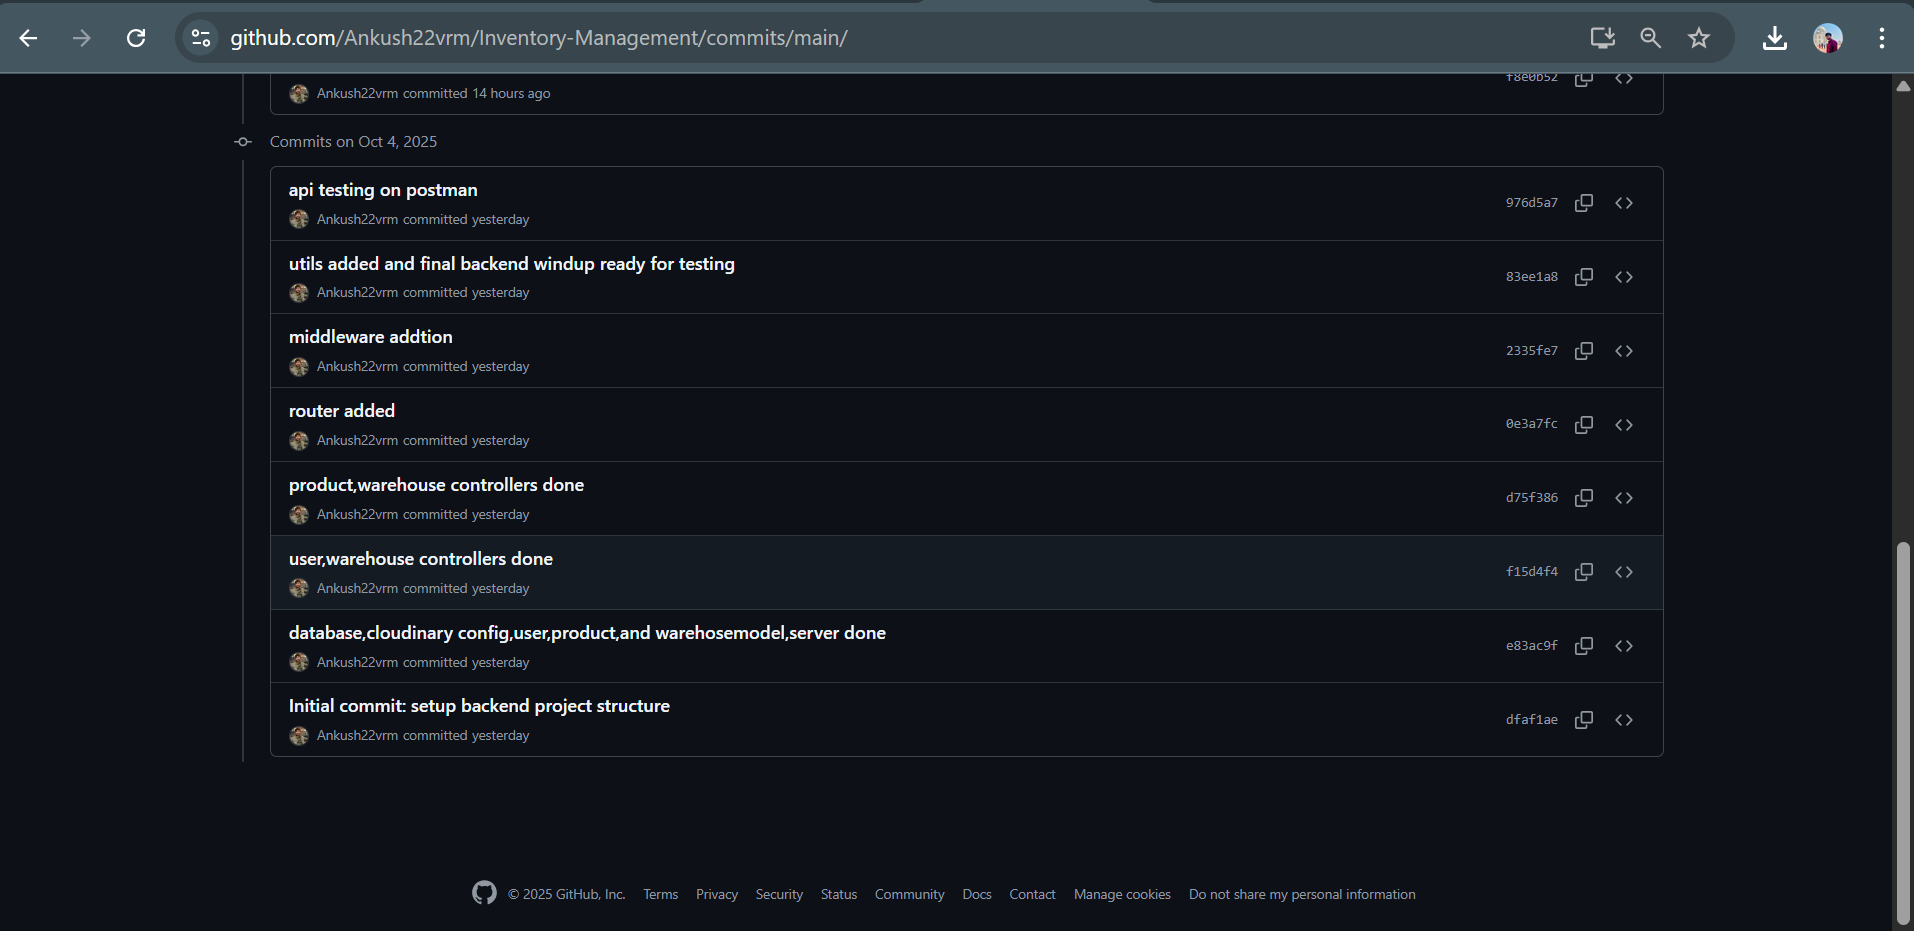 github.com/Ankush22vrm/Inventory-Management/commits/main/
f8e0b52
Ankush22vrm committed 14 hours ago
Commits on Oct 4, 2025
api testing on postman
Ankush22vrm committed yesterday
976d5a7
utils added and final backend windup ready for testing
Ankush22vrm committed yesterday
83ee1a8
middleware addtion
Ankush22vrm committed yesterday
2335fe7
router added
Ankush22vrm committed yesterday
0e3a7fc
product,warehouse controllers done
Ankush22vrm committed yesterday
d75f386
user,warehouse controllers done
Ankush22vrm committed yesterday
f15d4f4
database,cloudinary config,user,product,and warehosemodel,server done
Ankush22vrm committed yesterday
e83ac9f
Initial commit: setup backend project structure
Ankush22vrm committed yesterday
dfaf1ae
© 2025 GitHub, Inc. Terms Privacy Security Status Community Docs Contact Manage cookies Do not share my personal information